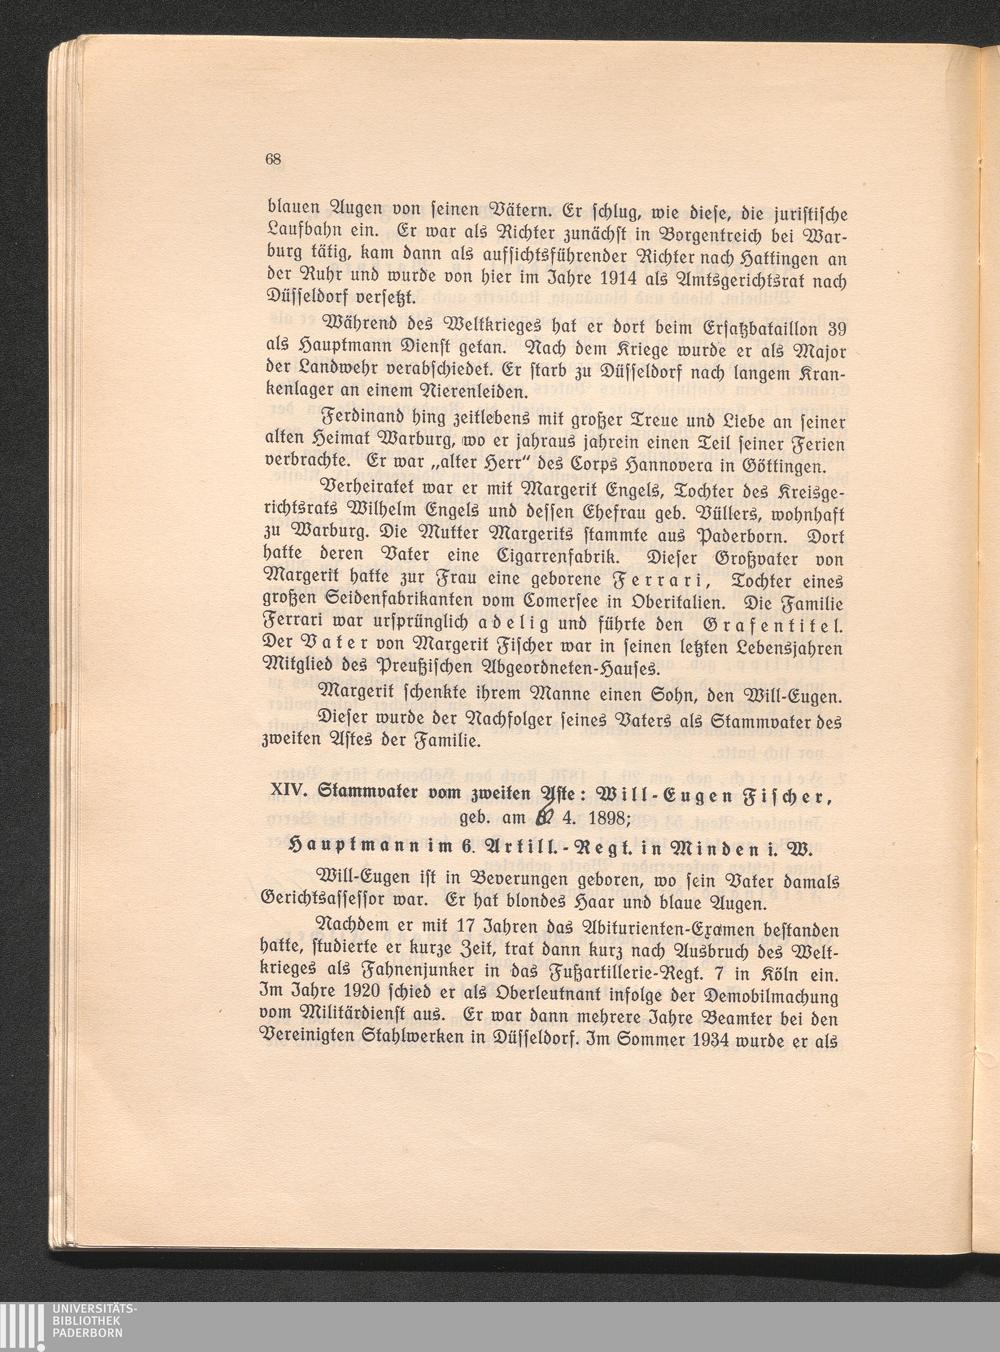 68
blauen Augen von seinen Vätern. Er schlug, wie diese, die juristische
Laufbahn ein. Er war als Richter zunächst in Borgentreich bei War-
burg tätig, kam dann als aufsichtsführender Richter nach Hattingen an
der Ruhr und wurde von hier im Jahre 1914 als Amtsgerichtsrat nach
Düsseldorf versetzt.
Während des Weltkrieges hat er dort beim Ersatzbataillon 39
als Hauptmann Dienst getan. Nach dem Kriege wurde er als Major
der Landwehr verabschiedet. Er starb zu Düsseldorf nach langem Kran-
kenlager an einem Nierenleiden.
Ferdinand hing zeitlebens mit großer Treue und Liebe an seiner
alten Heimat Warburg, wo er jahraus jahrein einen Teil seiner Ferien
verbrachte. Er war „alter Herr“ des Corps Hannovera in Göttingen.
Verheiratet war er mit Margerit Engels, Tochter des Kreisge-
richtsrats Wilhelm Engels und dessen Ehefrau geb. Vüllers, wohnhaft
zu Warburg. Die Mutter Margerits stammte aus Paderborn. Dort
hatte deren Vater eine Cigarrenfabrik. Dieser Großvater von
Margerit hatte zur Frau eine geborene Ferrari, Tochter eines
großen Seidenfabrikanten vom Comersee in Oberitalien. Die Familie
Ferrari war ursprünglich adelig und führte den Grafentitel.
Der Vater von Margerit Fischer war in seinen letzten Lebensjahren
Mitglied des Preußischen Abgeordneten-Hauses.
Margerit schenkte ihrem Manne einen Sohn, den Will-Eugen.
Dieser wurde der Nachfolger seines Vaters als Stammvater des
zweiten Astes der Familie.
XIV. Stammvater vom zweiten Aste: Will-Eugen Fischer,
geb. am 4. 1898;
Hauptmann im 6. Artill.-Regt. in Minden i. W.
Will-Eugen ist in Beverungen geboren, wo sein Vater damals
Gerichtsassessor war. Er hat blondes Haar und blaue Augen.
Nachdem er mit 17 Jahren das Abiturienten-Examen bestanden
hatte, studierte er kurze Zeit, trat dann kurz nach Ausbruch des Welt-
krieges als Fahnenjunker in das Fußartillerie-Regt. 7 in Köln ein.
Im Jahre 1920 schied er als Oberleutnant infolge der Demobilmachung
vom Militärdienst aus. Er war dann mehrere Jahre Beamter bei den
Vereinigten Stahlwerken in Düsseldorf. Im Sommer 1934 wurde er als
UNIVERSITÄTS-
BIBLIOTHEK
PADERBORN